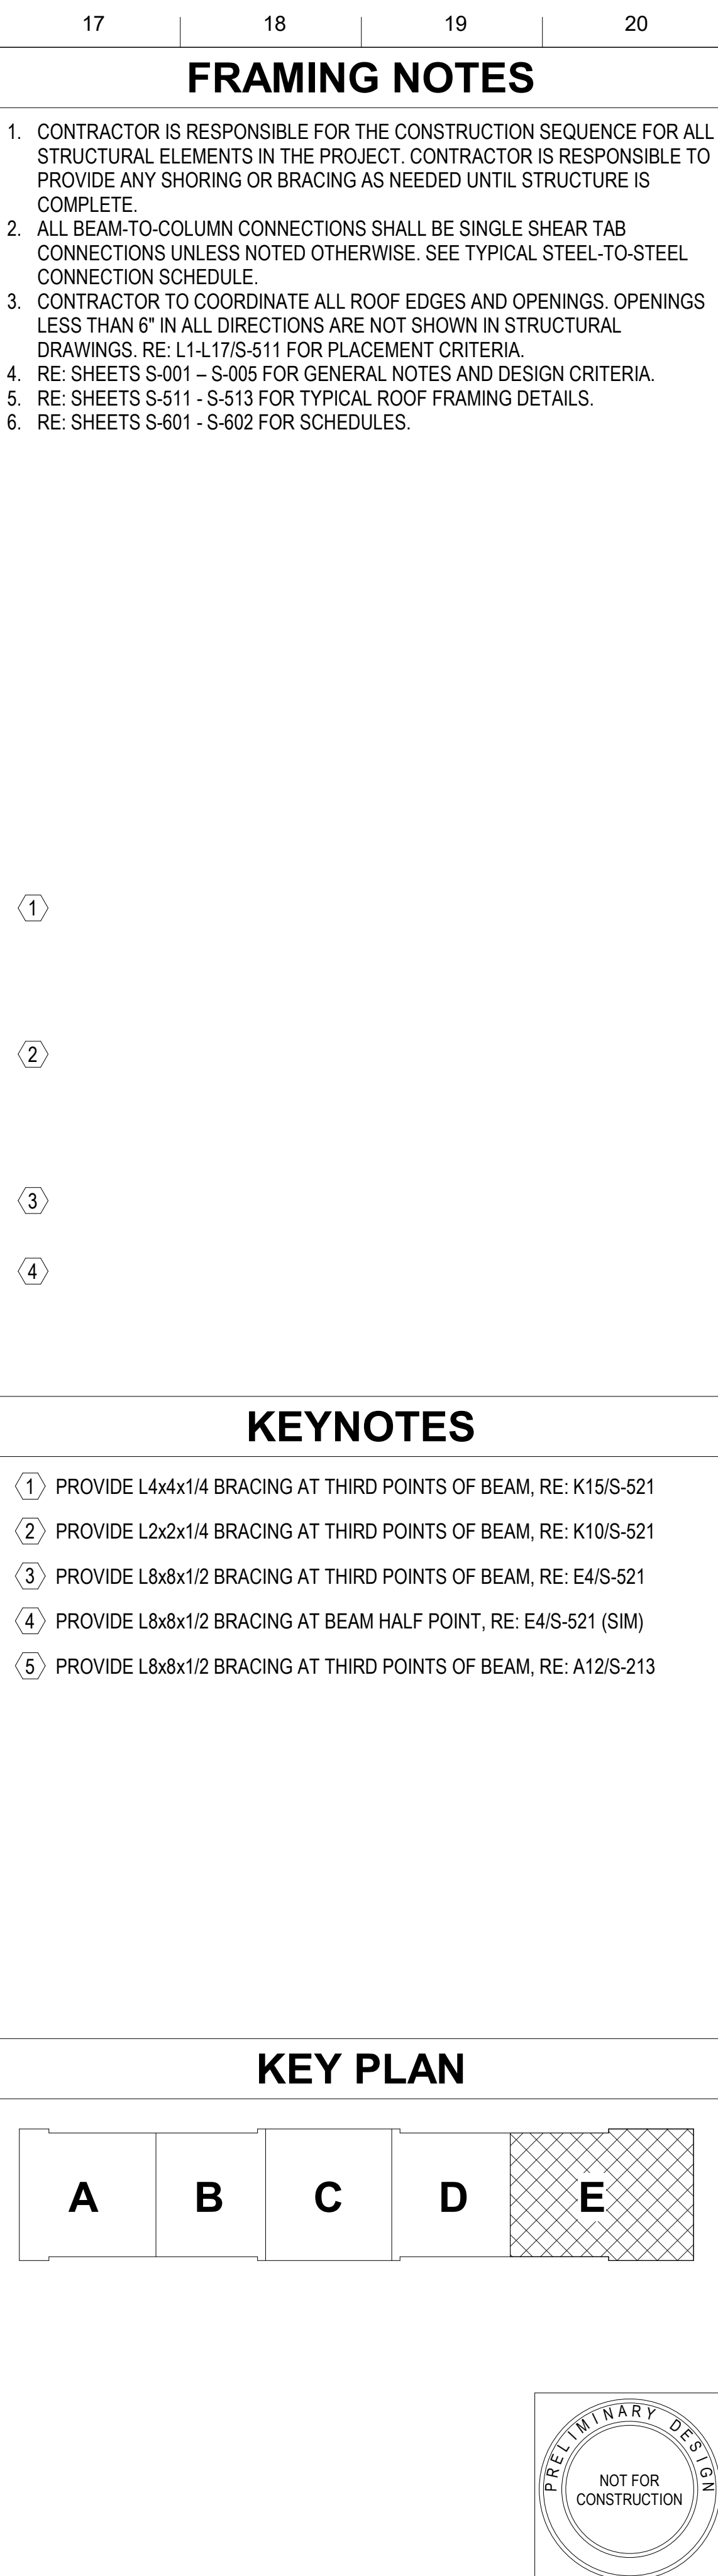 17 18 19 20
FRAMING NOTES
1. CONTRACTOR IS RESPONSIBLE FOR THE CONSTRUCTION SEQUENCE FOR ALL
STRUCTURAL ELEMENTS IN THE PROJECT. CONTRACTOR IS RESPONSIBLE TO
PROVIDE ANY SHORING OR BRACING AS NEEDED UNTIL STRUCTURE IS
COMPLETE.
2. ALL BEAM-TO-COLUMN CONNECTIONS SHALL BE SINGLE SHEAR TAB
CONNECTIONS UNLESS NOTED OTHERWISE. SEE TYPICAL STEEL-TO-STEEL
CONNECTION SCHEDULE.
3. CONTRACTOR TO COORDINATE ALL ROOF EDGES AND OPENINGS. OPENINGS
LESS THAN 6" IN ALL DIRECTIONS ARE NOT SHOWN IN STRUCTURAL
DRAWINGS. RE: L1-L17/S-511 FOR PLACEMENT CRITERIA.
4. RE: SHEETS S-001 – S-005 FOR GENERAL NOTES AND DESIGN CRITERIA.
5. RE: SHEETS S-511 - S-513 FOR TYPICAL ROOF FRAMING DETAILS.
6. RE: SHEETS S-601 - S-602 FOR SCHEDULES.
1
2
3
4
KEYNOTES
1 PROVIDE L4x4x1/4 BRACING AT THIRD POINTS OF BEAM, RE: K15/S-521
2 PROVIDE L2x2x1/4 BRACING AT THIRD POINTS OF BEAM, RE: K10/S-521
3 PROVIDE L8x8x1/2 BRACING AT THIRD POINTS OF BEAM, RE: E4/S-521
4 PROVIDE L8x8x1/2 BRACING AT BEAM HALF POINT, RE: E4/S-521 (SIM)
5 PROVIDE L8x8x1/2 BRACING AT THIRD POINTS OF BEAM, RE: A12/S-213
KEY PLAN
A B C D E
PRELIMINARY DESIGN
NOT FOR
CONSTRUCTION